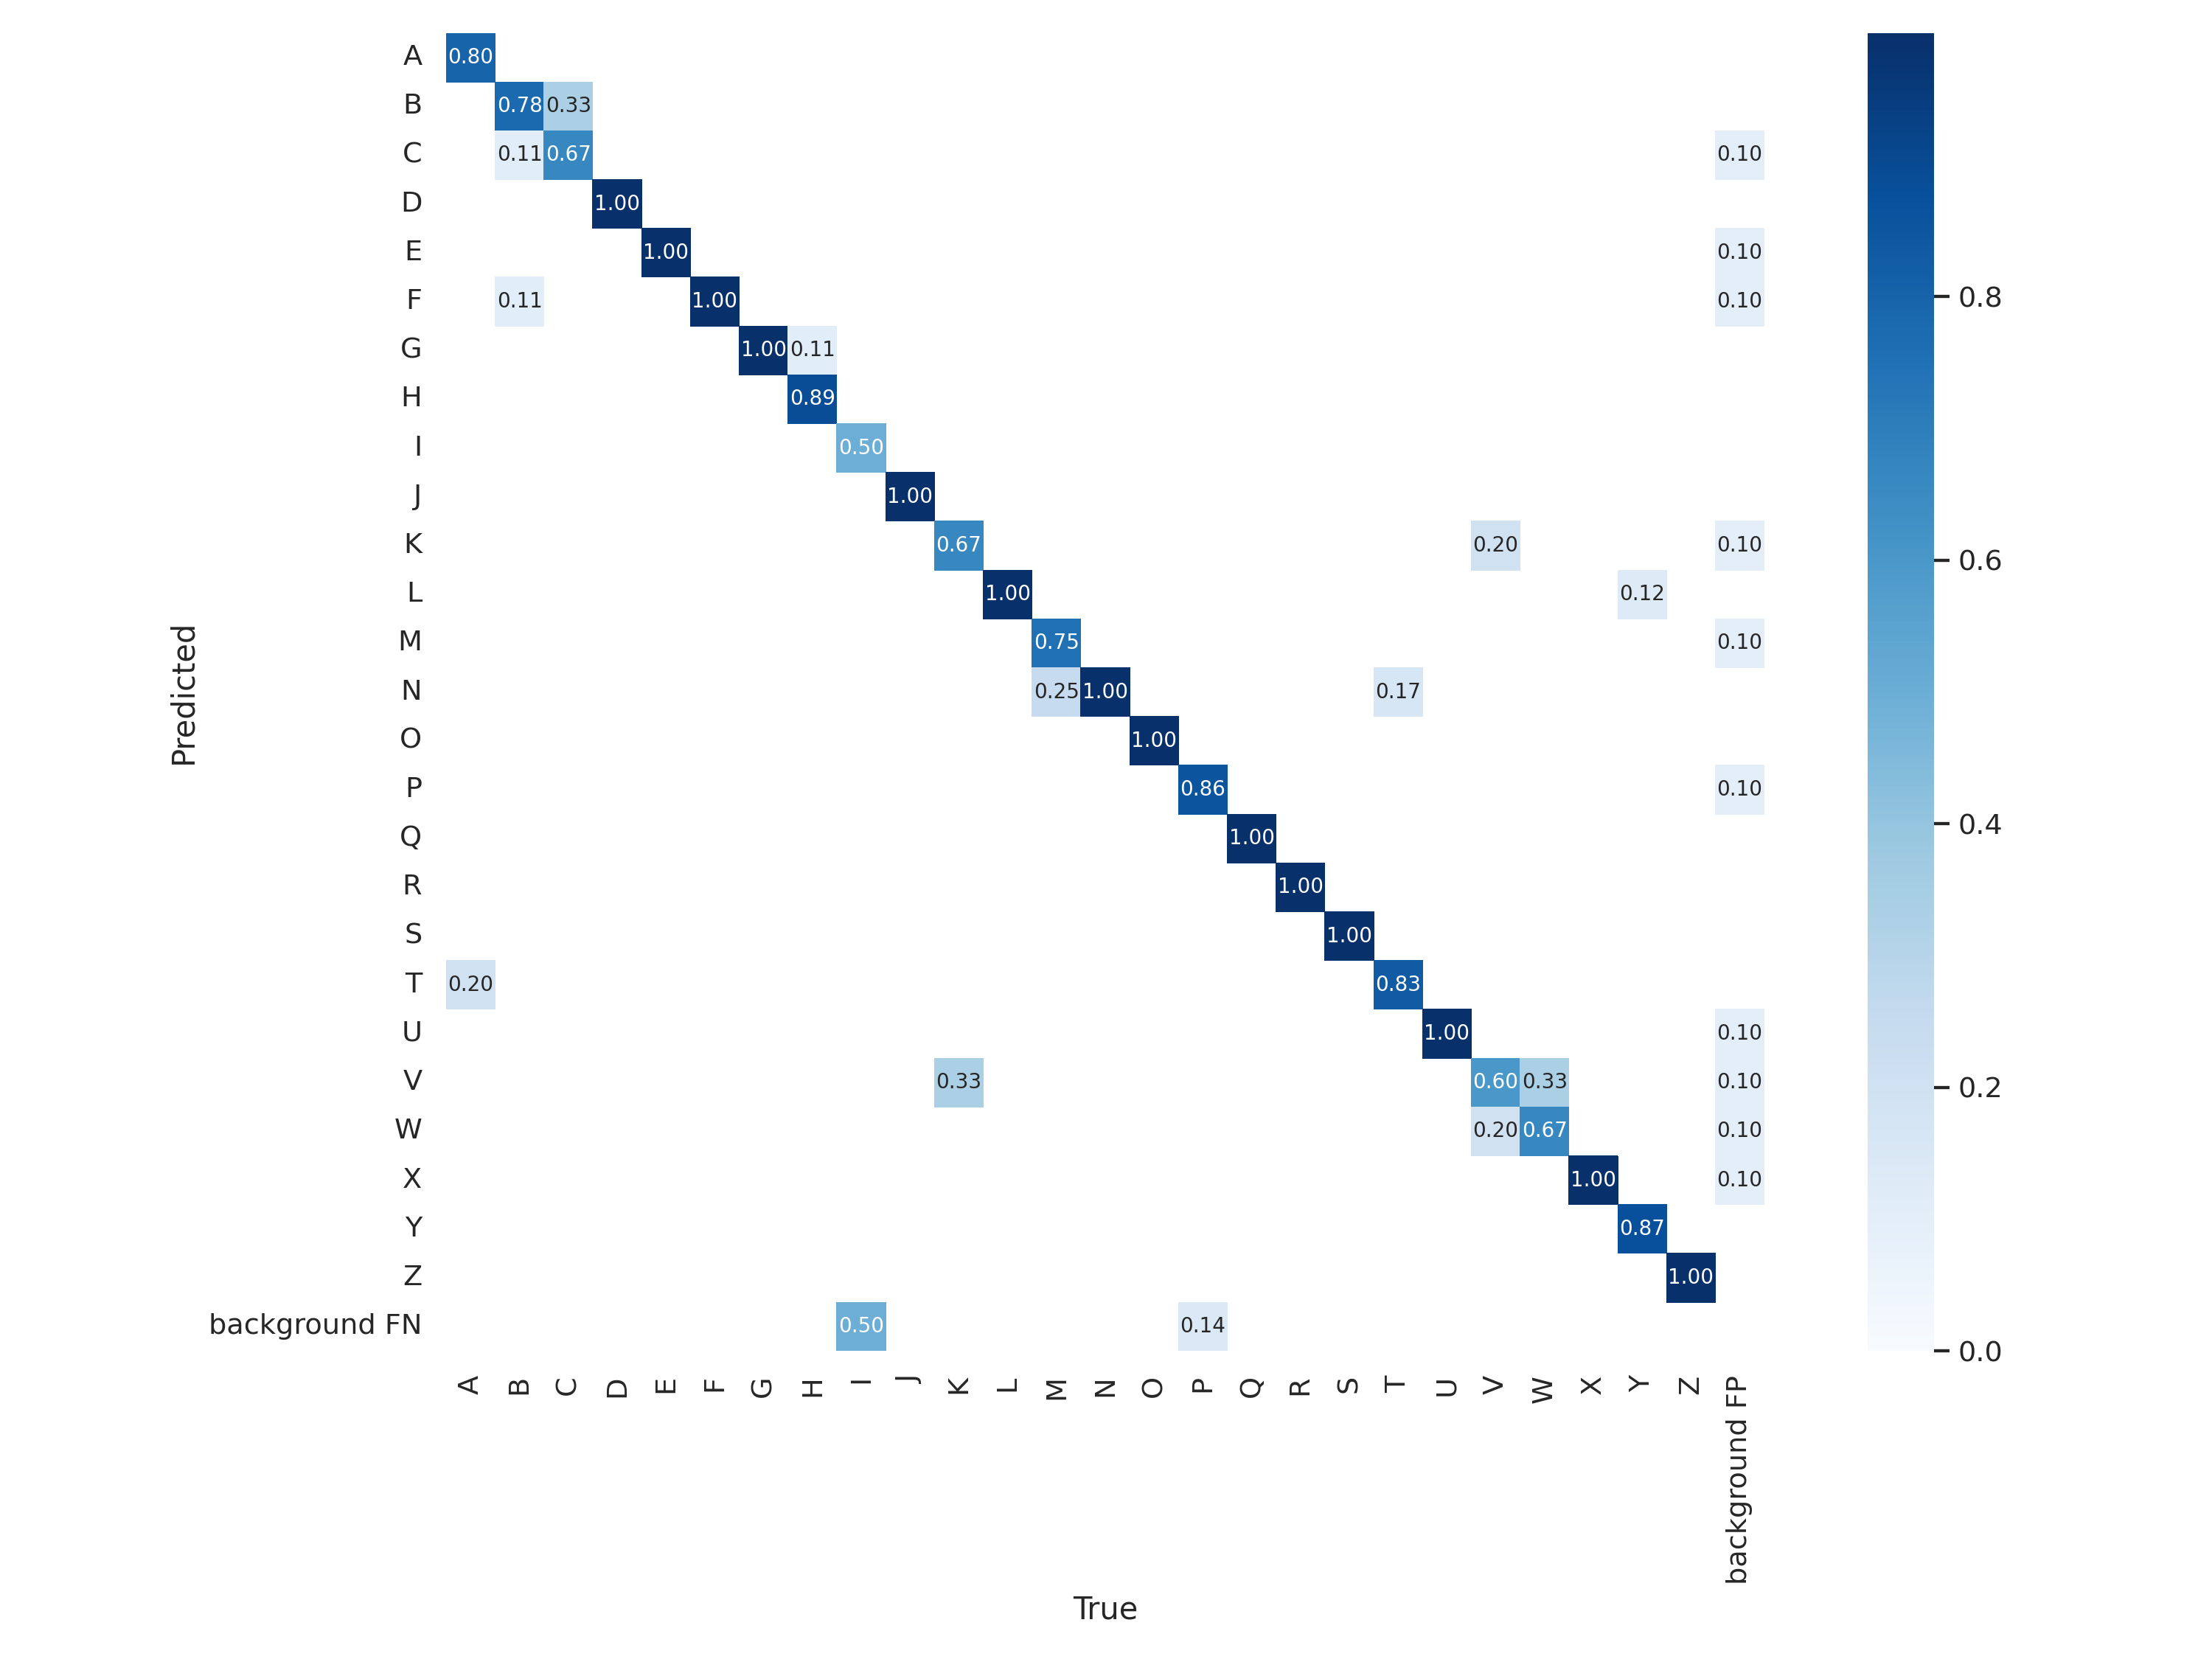 Predicted
A 0.80
B 0.78 0.33
C 0.11 0.67 0.10
D 1.00
E 1.00 0.10
F 0.11 1.00 0.10
G 1.00 0.11
H 0.89
I 0.50
J 1.00
K 0.67 0.20 0.10
L 1.00 0.12
M 0.75 0.10
N 0.25 1.00 0.17
O 1.00
P 0.86 0.10
Q 1.00
R 1.00
S 1.00
T 0.20 0.83
U 1.00 0.10
V 0.33 0.60 0.33 0.10
W 0.20 0.67 0.10
X 1.00 0.10
Y 0.87
Z 1.00
background FN 0.50 0.14
A B C D E F G H I J K L M N O P Q R S T U V W X Y Z background FP
True
0.8
0.6
0.4
0.2
0.0